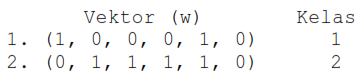 Vektor (w) Kelas
1. (1, 0, 0, 0, 1, 0) 1
2. (0, 1, 1, 1, 1, 0) 2